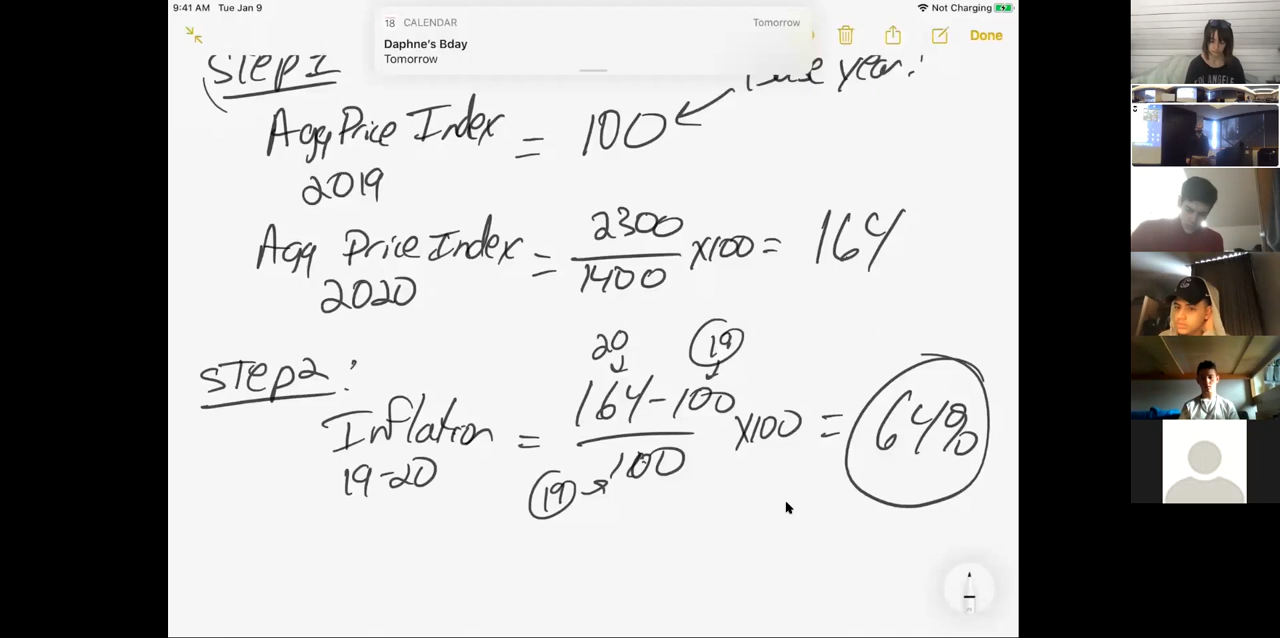 9:41 AM Tue Jan 9
Not Charging
18 CALENDAR
Tomorrow
Daphne's Bday
Tomorrow
Done
Step 1
year.
Agg Price Index = 100
2019
Agg Price Index = 2300 / 1400 x100 = 164
2020
Step 2:
20 19
Inflation = 164-100 / 100 x100 = 64%
19-20
19
LOS ANGELES